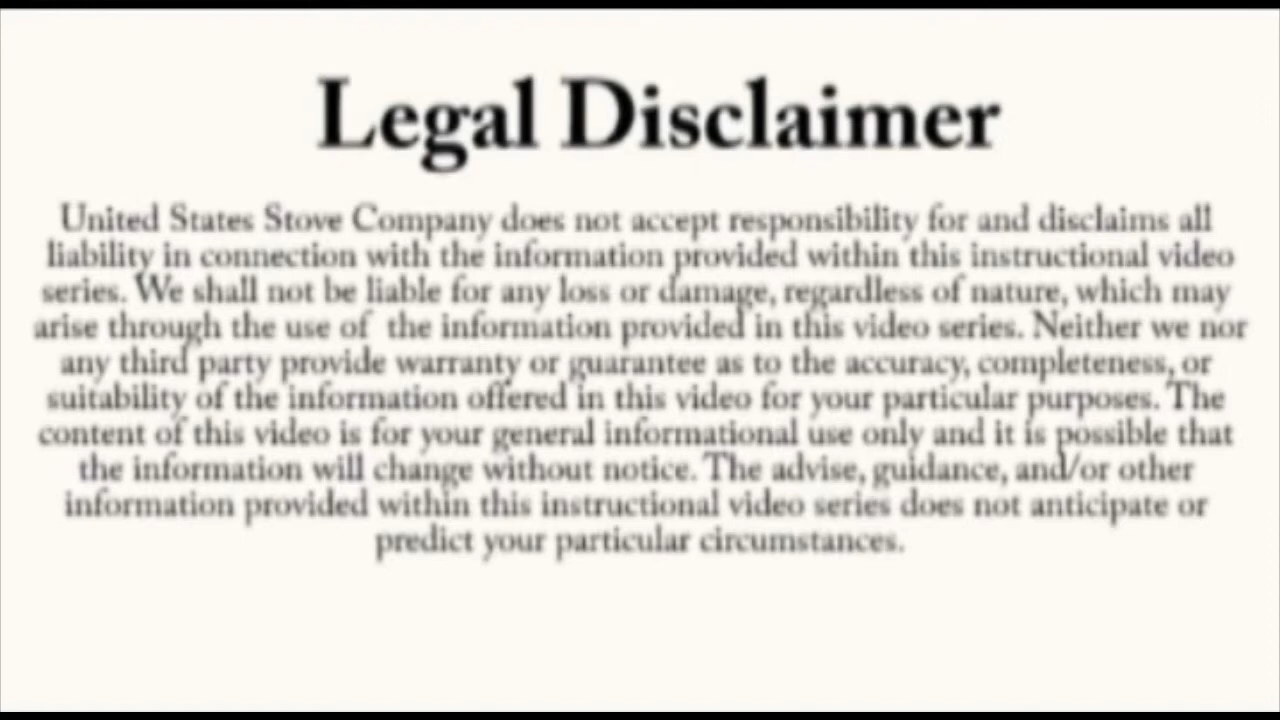 Legal Disclaimer
United States Stove Company does not accept responsibility for and disclaims all
liability in connection with the information provided within this instructional video
series. We shall not be liable for any loss or damage, regardless of nature, which may
arise through the use of the information provided in this video series. Neither we nor
any third party provide warranty or guarantee as to the accuracy, completeness, or
suitability of the information offered in this video for your particular purposes. The
content of this video is for your general informational use only and it is possible that
the information will change without notice. The advise, guidance, and/or other
information provided within this instructional video series does not anticipate or
predict your particular circumstances.